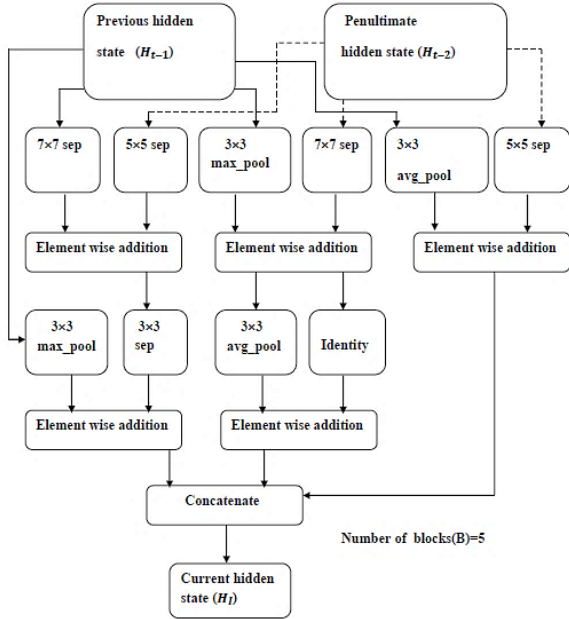 Previous hidden
state (H_{t-1})
Penultimate
hidden state (H_{t-2})
7×7 sep
5×5 sep
3×3
max_pool
7×7 sep
3×3
avg_pool
5×5 sep
Element wise addition
Element wise addition
Element wise addition
3×3
max_pool
3×3
sep
3×3
avg_pool
Identity
Element wise addition
Element wise addition
Concatenate
Number of blocks(B)=5
Current hidden
state (H_I)